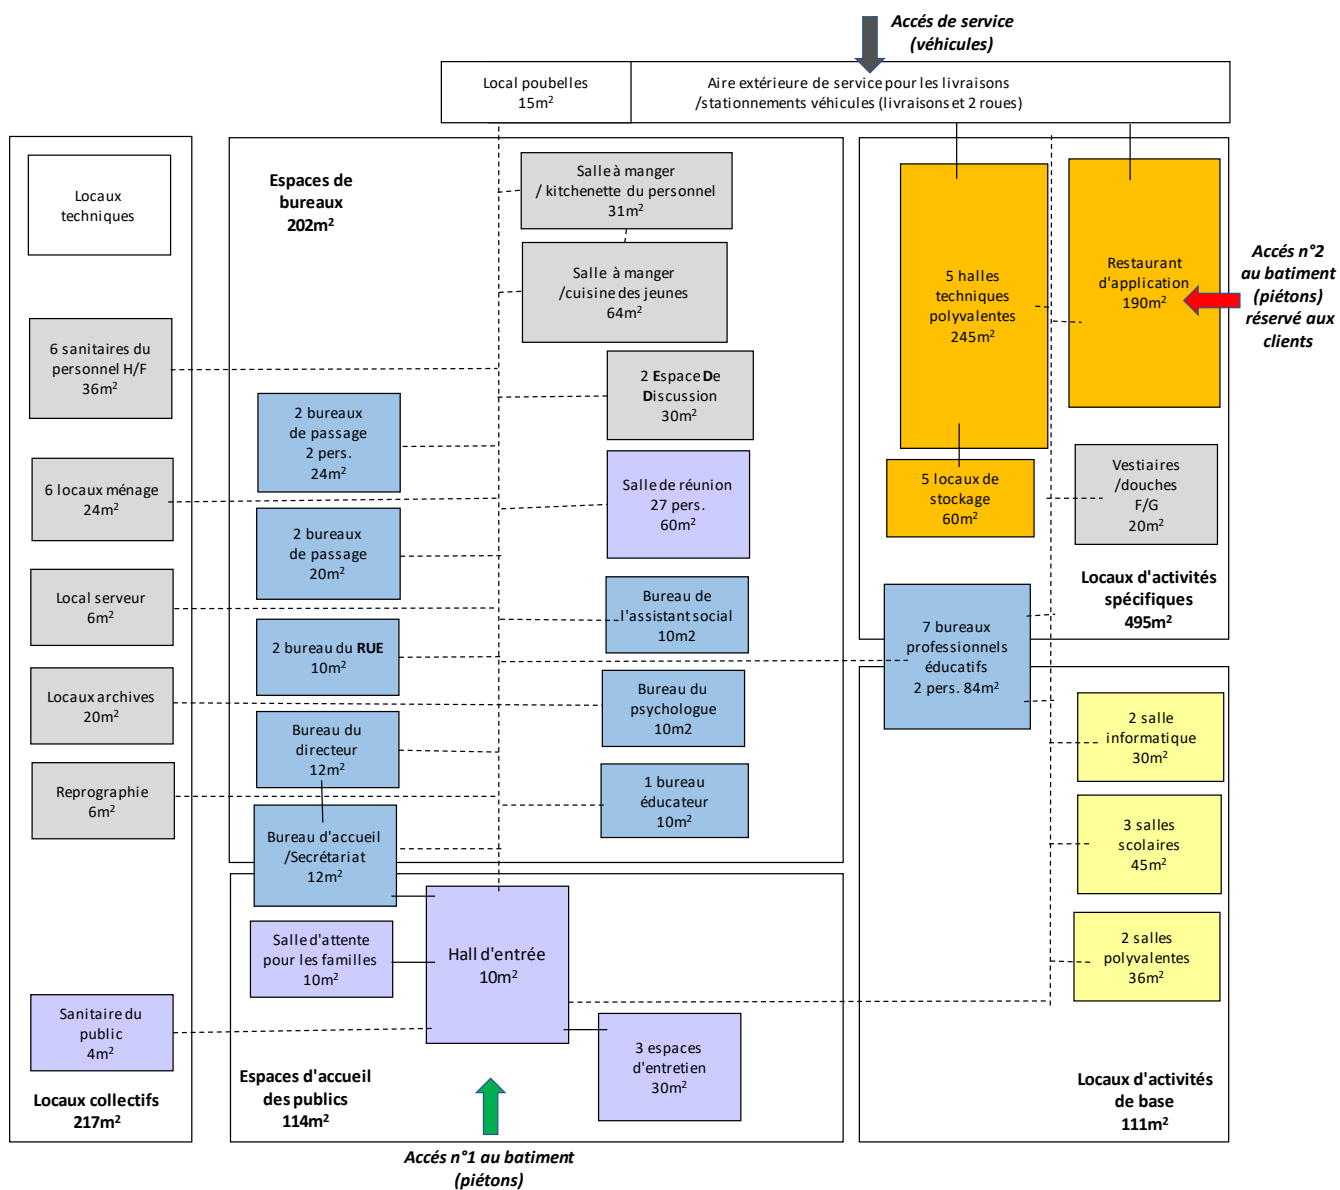 Accés de service
(véhicules)
Local poubelles
15m²
Aire extérieure de service pour les livraisons
/stationnements véhicules (livraisons et 2 roues)
Locaux
techniques
6 sanitaires du
personnel H/F
36m²
6 locaux ménage
24m²
Local serveur
6m²
Locaux archives
20m²
Reprographie
6m²
Sanitaire du
public
4m²
Locaux collectifs
217m²
Espaces de
bureaux
202m²
Salle à manger
/ kitchenette du personnel
31m²
Salle à manger
/cuisine des jeunes
64m²
2 Espace De
Discussion
30m²
2 bureaux
de passage
2 pers.
24m²
Salle de réunion
27 pers.
60m²
2 bureaux
de passage
20m²
Bureau de
l'assistant social
10m2
2 bureau du RUE
10m²
Bureau du
psychologue
10m2
Bureau du
directeur
12m²
1 bureau
éducateur
10m²
Bureau d'accueil
/Secrétariat
12m²
Salle d'attente
pour les familles
10m²
Hall d'entrée
10m²
3 espaces
d'entretien
30m²
Espaces d'accueil
des publics
114m²
Accés n°1 au batiment
(piétons)
5 halles
techniques
polyvalentes
245m²
Restaurant
d'application
190m²
Accés n°2
au batiment
(piétons)
réservé aux
clients
5 locaux de
stockage
60m²
Vestiaires
/douches
F/G
20m²
Locaux d'activités
spécifiques
495m²
7 bureaux
professionnels
éducatifs
2 pers. 84m²
2 salle
informatique
30m²
3 salles
scolaires
45m²
2 salles
polyvalentes
36m²
Locaux d'activités
de base
111m²